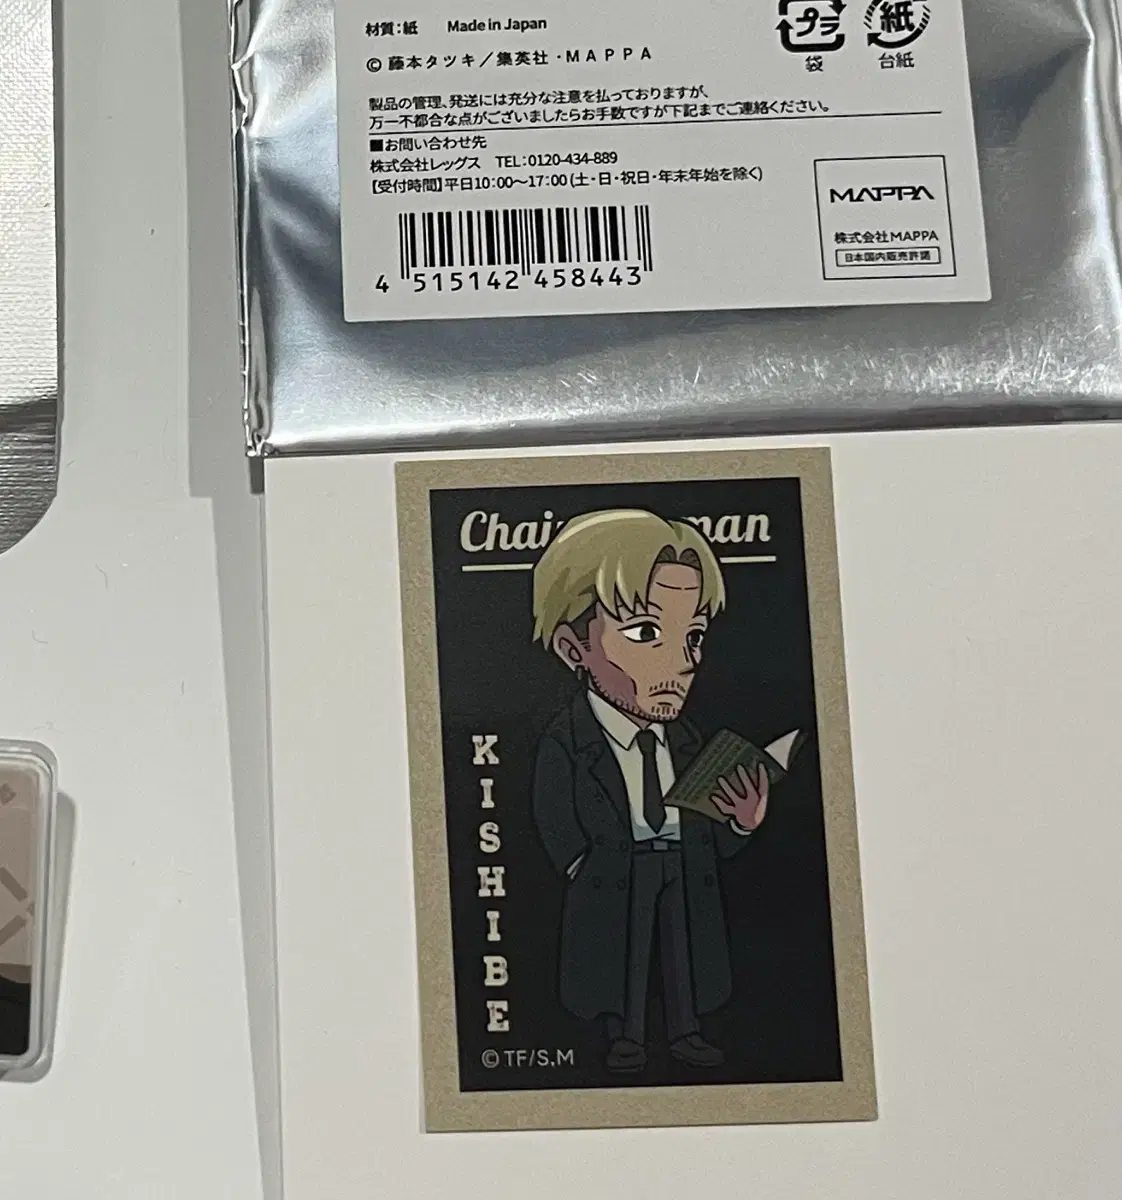 材質：紙 Made in Japan
© 藤本タツキ／集英社・MAPPA
製品の管理、発送には充分な注意を払っておりますが、
万一不都合な点がございましたらお手数ですが下記までご連絡ください。
■お問い合わせ先
株式会社レッグス TEL：0120-434-889
【受付時間】平日10：00〜17：00（土・日・祝日・年末年始を除く）
4 515142 458443
プラ
袋
紙
台紙
MAPPA
株式会社MAPPA
日本国内販売許諾
Chai man
KISHIBE
©TF/S,M